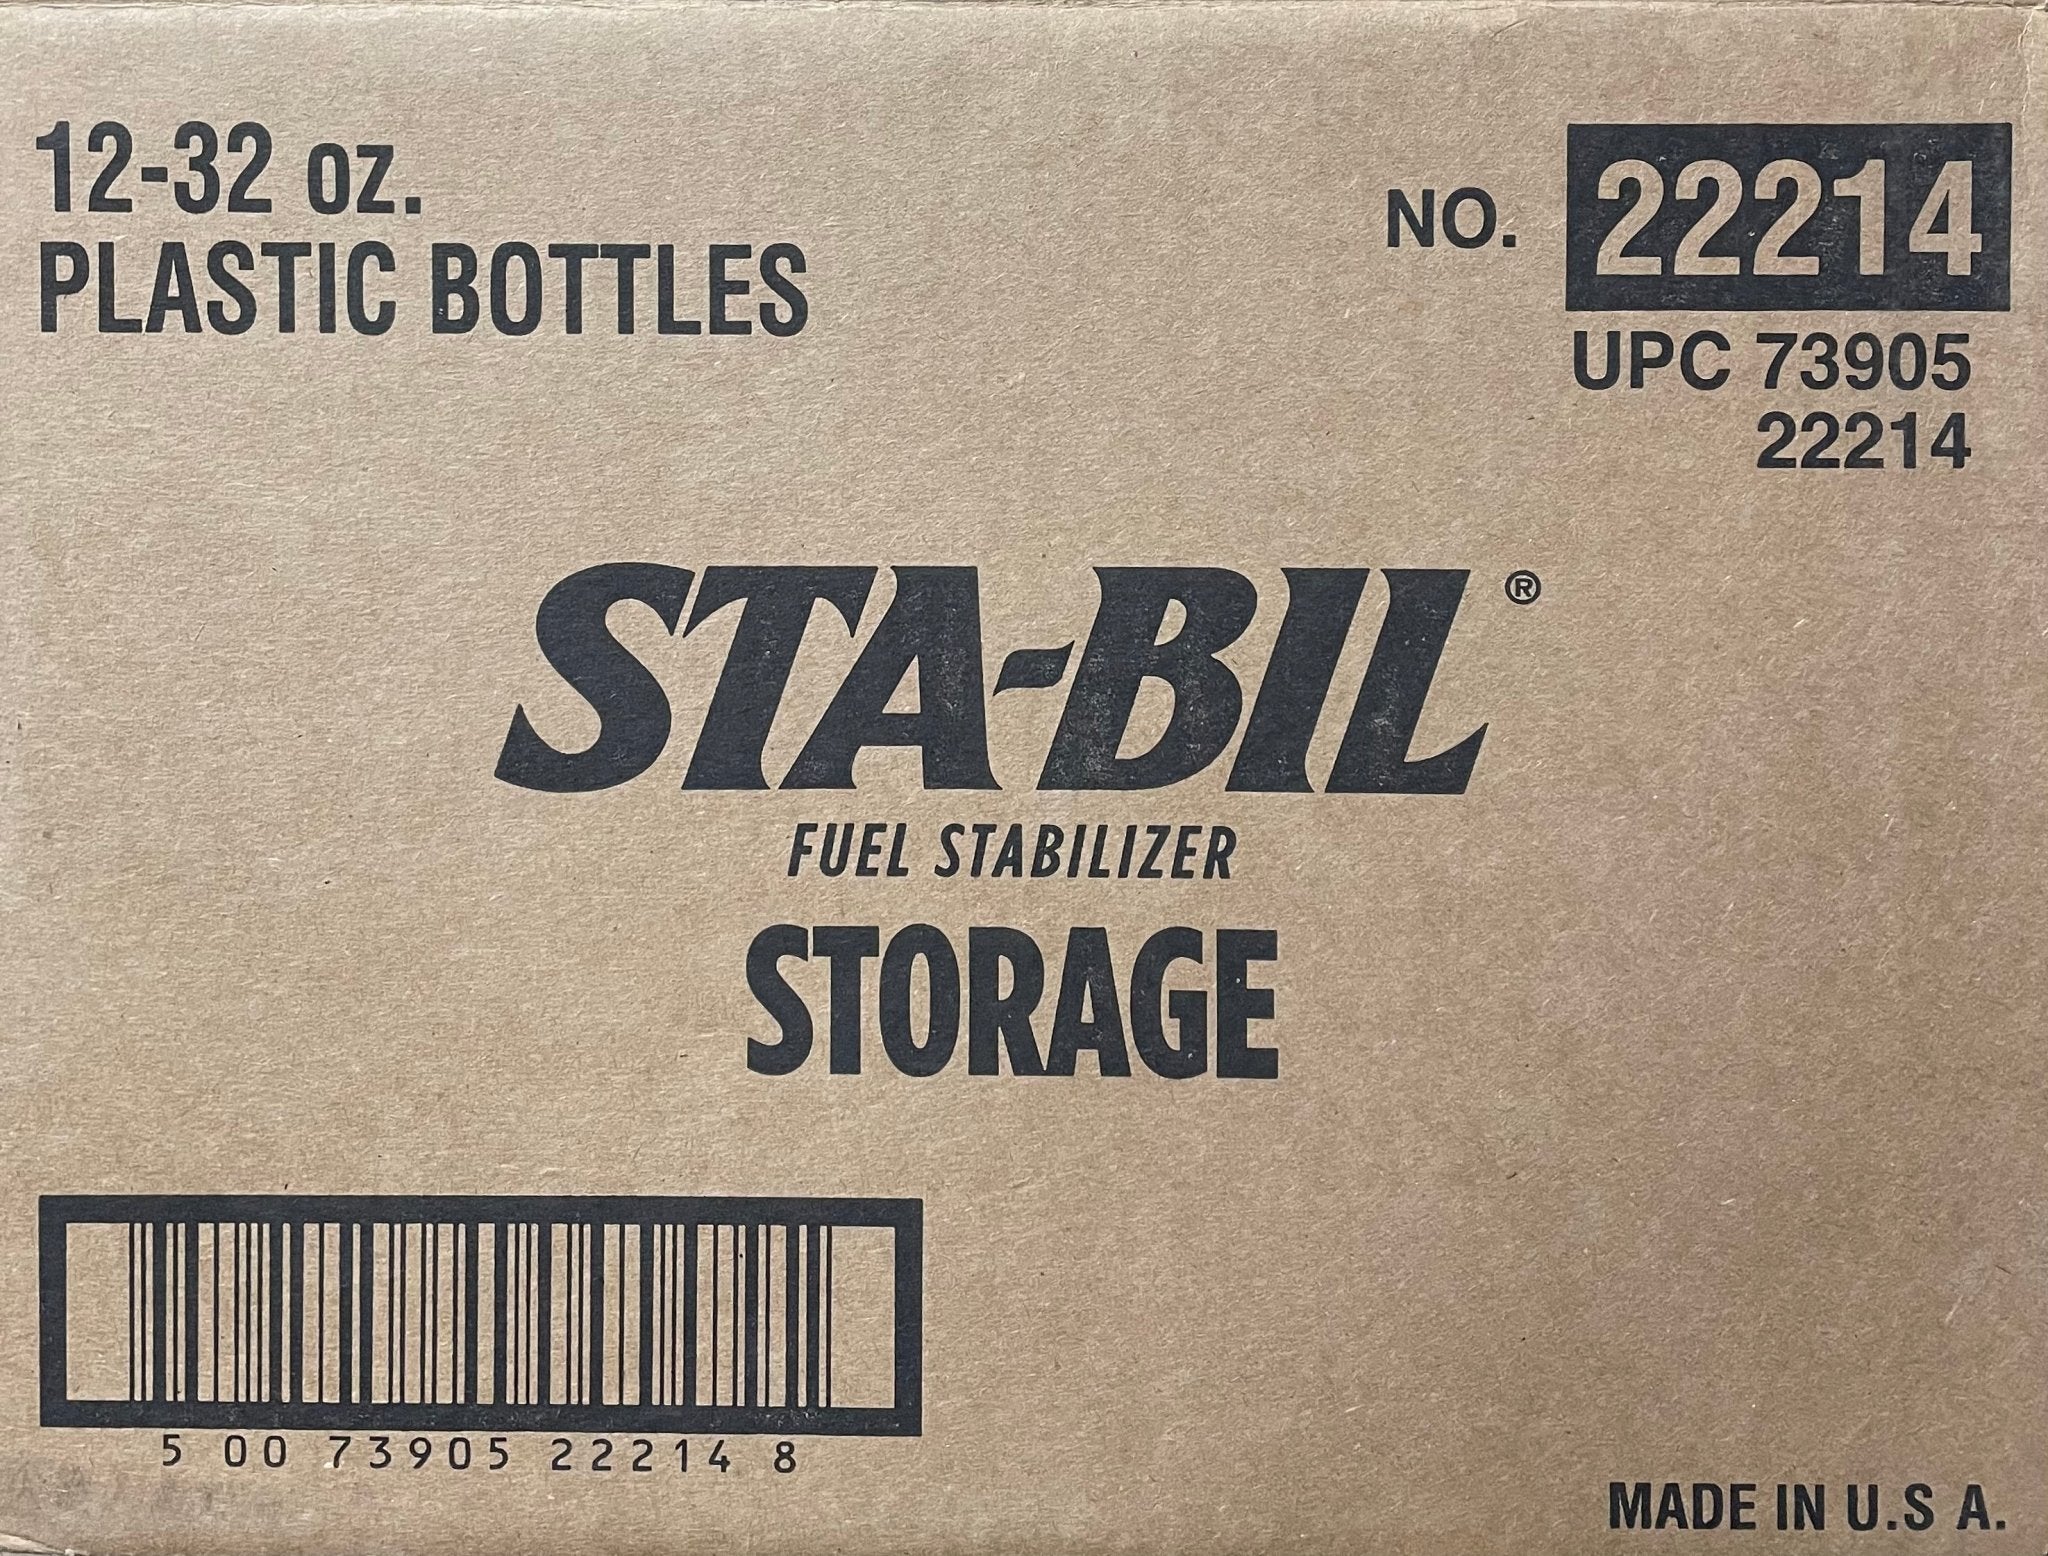 12-32 oz.
PLASTIC BOTTLES
NO. 22214
UPC 73905
22214
STA-BIL®
FUEL STABILIZER
STORAGE
5 00 73905 22214 8
MADE IN U.S A.